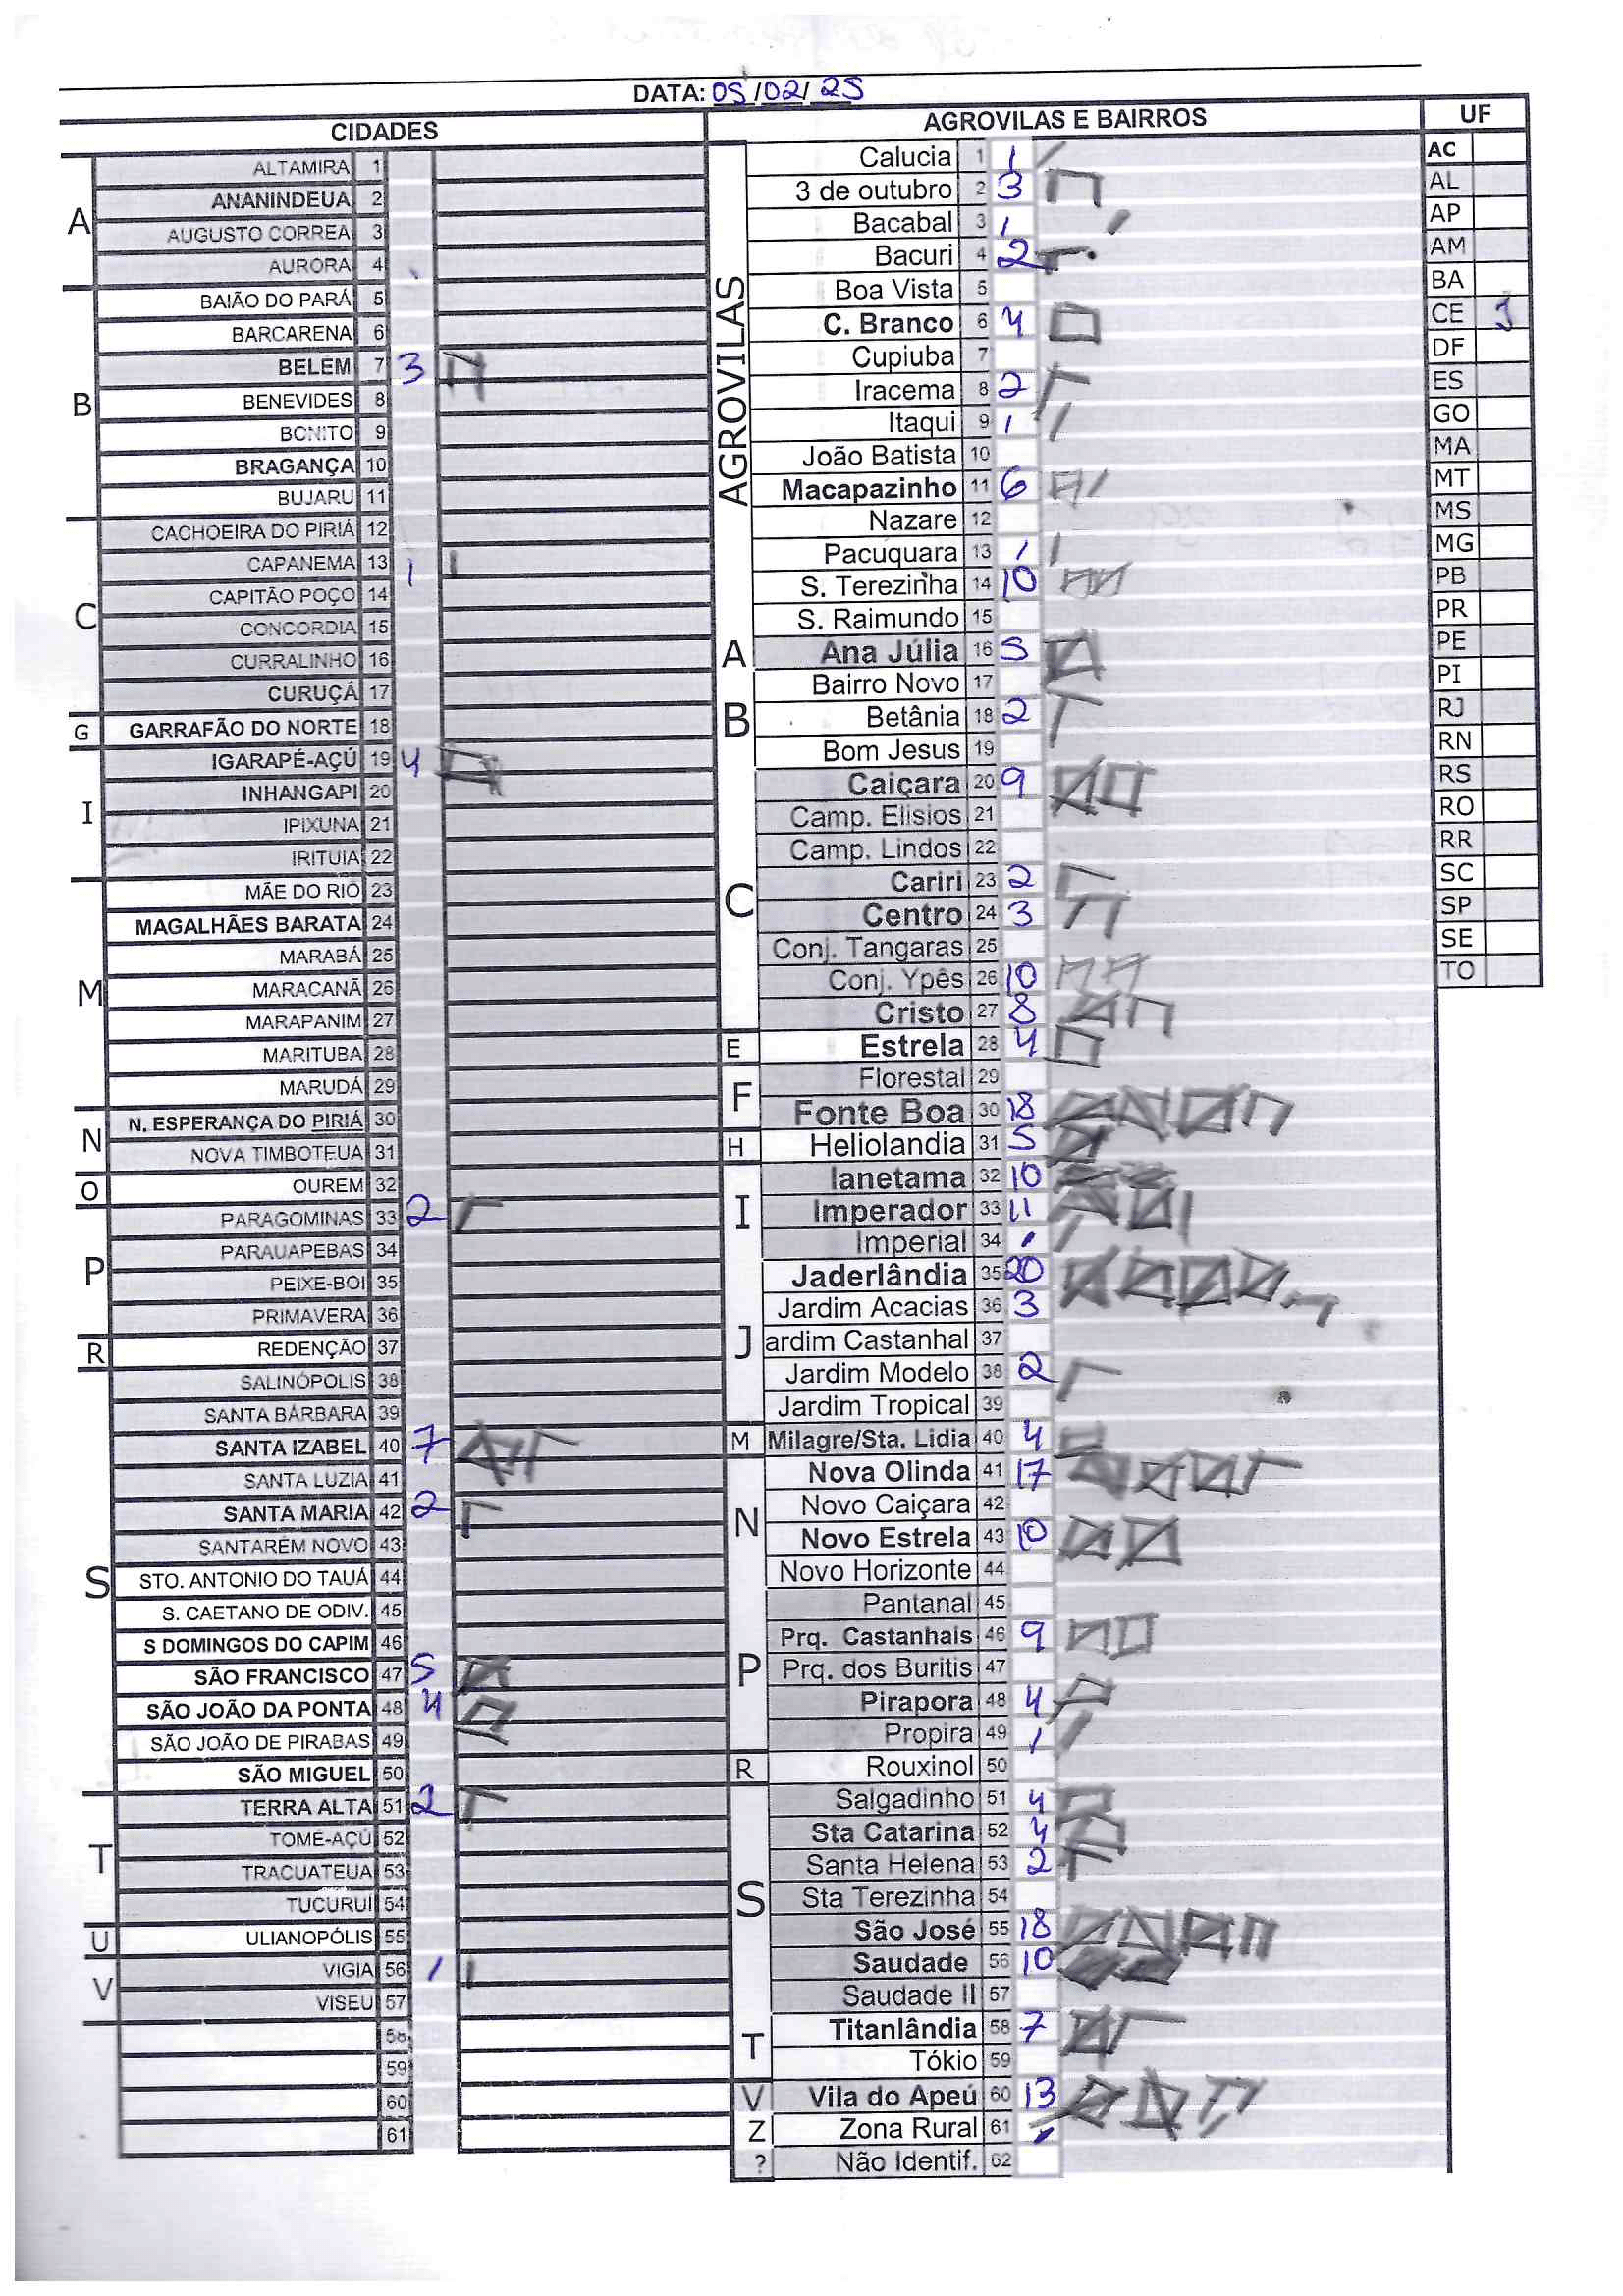 DATA: 05/02/25
CIDADES
A
ALTAMIRA 1
ANANINDEUA 2
AUGUSTO CORREA 3
AURORA 4
B
BAIÃO DO PARÁ 5
BARCARENA 6
BELÉM 7 3
BENEVIDES 8
BONITO 9
BRAGANÇA 10
BUJARU 11
C
CACHOEIRA DO PIRIÁ 12
CAPANEMA 13 1
CAPITÃO POÇO 14
CONCORDIA 15
CURRALINHO 16
CURUÇÁ 17
G
GARRAFÃO DO NORTE 18
I
IGARAPÉ-AÇÚ 19 4
INHANGAPI 20
IPIXUNA 21
IRITUIA 22
M
MÃE DO RIO 23
MAGALHÃES BARATA 24
MARABÁ 25
MARACANÃ 26
MARAPANIM 27
MARITUBA 28
MARUDÁ 29
N
N. ESPERANÇA DO PIRIÁ 30
NOVA TIMBOTEUA 31
O
OUREM 32
P
PARAGOMINAS 33 2
PARAUAPEBAS 34
PEIXE-BOI 35
PRIMAVERA 36
R
REDENÇÃO 37
S
SALINÓPOLIS 38
SANTA BÁRBARA 39
SANTA IZABEL 40 7
SANTA LUZIA 41
SANTA MARIA 42 2
SANTARÉM NOVO 43
STO. ANTONIO DO TAUÁ 44
S. CAETANO DE ODIV. 45
S DOMINGOS DO CAPIM 46
SÃO FRANCISCO 47 5
SÃO JOÃO DA PONTA 48 4
SÃO JOÃO DE PIRABAS 49
SÃO MIGUEL 50
T
TERRA ALTA 51 2
TOMÉ-AÇÚ 52
TRACUATEUA 53
TUCURUI 54
U
ULIANOPÓLIS 55
V
VIGIA 56 1
VISEU 57
58
59
60
61
AGROVILAS E BAIRROS
AGROVILAS
Calucia 1 1
3 de outubro 2 3
Bacabal 3 1
Bacuri 4 2
Boa Vista 5
C. Branco 6 4
Cupiuba 7
Iracema 8 2
Itaqui 9 1
João Batista 10
Macapazinho 11 6
Nazare 12
Pacuquara 13 1
S. Terezinha 14 10
S. Raimundo 15
A
Ana Júlia 16 5
B
Bairro Novo 17
Betânia 18 2
Bom Jesus 19
C
Caiçara 20 9
Camp. Elisios 21
Camp. Lindos 22
Cariri 23 2
Centro 24 3
Conj. Tangaras 25
Conj. Ypês 26 10
Cristo 27 8
E
Estrela 28 4
F
Florestal 29
Fonte Boa 30 18
H
Heliolandia 31 5
I
Ianetama 32 10
Imperador 33 11
Imperial 34 1
J
Jaderlândia 35 20
Jardim Acacias 36 3
ardim Castanhal 37
Jardim Modelo 38 2
Jardim Tropical 39
M
Milagre/Sta. Lidia 40 4
N
Nova Olinda 41 17
Novo Caiçara 42
Novo Estrela 43 10
Novo Horizonte 44
P
Pantanal 45
Prq. Castanhais 46 9
Prq. dos Buritis 47
Pirapora 48 4
Propira 49 1
R
Rouxinol 50
S
Salgadinho 51 4
Sta Catarina 52 4
Santa Helena 53 2
Sta Terezinha 54
São José 55 18
Saudade 56 10
Saudade II 57
T
Titanlândia 58 7
Tókio 59
V
Vila do Apeú 60 13
Z
Zona Rural 61 1
?
Não Identif. 62
UF
AC
AL
AP
AM
BA
CE 1
DF
ES
GO
MA
MT
MS
MG
PB
PR
PE
PI
RJ
RN
RS
RO
RR
SC
SP
SE
TO